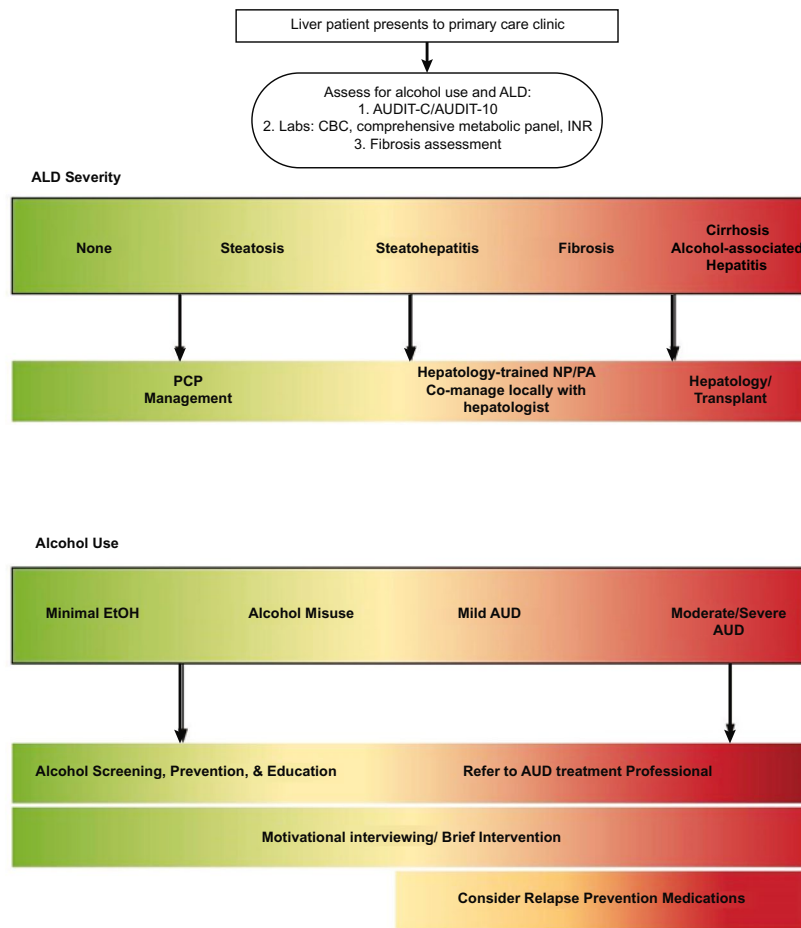 Liver patient presents to primary care clinic
Assess for alcohol use and ALD:
1. AUDIT-C/AUDIT-10
2. Labs: CBC, comprehensive metabolic panel, INR
3. Fibrosis assessment
ALD Severity
None
Steatosis
Steatohepatitis
Fibrosis
Cirrhosis
Alcohol-associated
Hepatitis
PCP
Management
Hepatology-trained NP/PA
Co-manage locally with
hepatologist
Hepatology/
Transplant
Alcohol Use
Minimal EtOH
Alcohol Misuse
Mild AUD
Moderate/Severe
AUD
Alcohol Screening, Prevention, & Education
Refer to AUD treatment Professional
Motivational interviewing/ Brief Intervention
Consider Relapse Prevention Medications